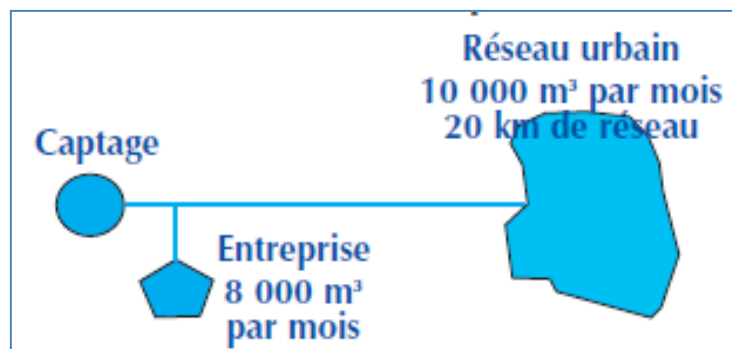 Réseau urbain
10 000 m³ par mois
20 km de réseau
Captage
Entreprise
8 000 m³
par mois